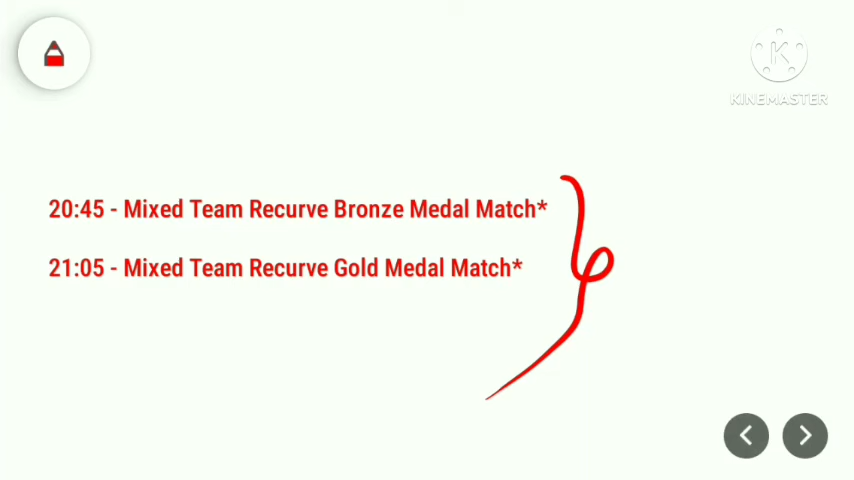 KINEMASTER
20:45 - Mixed Team Recurve Bronze Medal Match*
21:05 - Mixed Team Recurve Gold Medal Match*